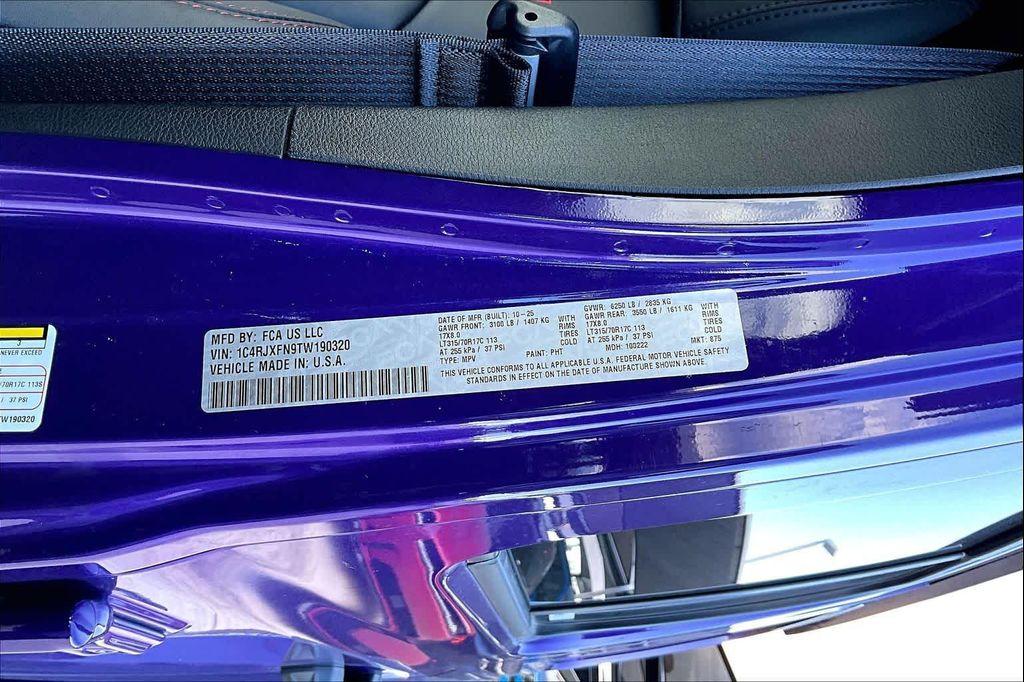 3
NEVER EXCEED
/70R17C 113S
/ 37 PSI
TW190320
MFD BY: FCA US LLC
VIN: 1C4RJXFN9TW190320
VEHICLE MADE IN: U.S.A.
DATE OF MFR (BUILT): 10-25
GAWR FRONT: 3100 LB / 1407 KG WITH
17X8.0 RIMS
LT315/70R17C 113 TIRES
AT 255 kPa / 37 PSI COLD
TYPE: MPV PAINT: PHT
GVWR: 6250 LB / 2835 KG
GAWR REAR: 3550 LB / 1611 KG WITH
17X8.0 RIMS
LT315/70R17C 113 TIRES
AT 255 kPa / 37 PSI COLD
MDH: 100222 MKT: 875
THIS VEHICLE CONFORMS TO ALL APPLICABLE U.S.A. FEDERAL MOTOR VEHICLE SAFETY
STANDARDS IN EFFECT ON THE DATE OF MANUFACTURE SHOWN ABOVE.